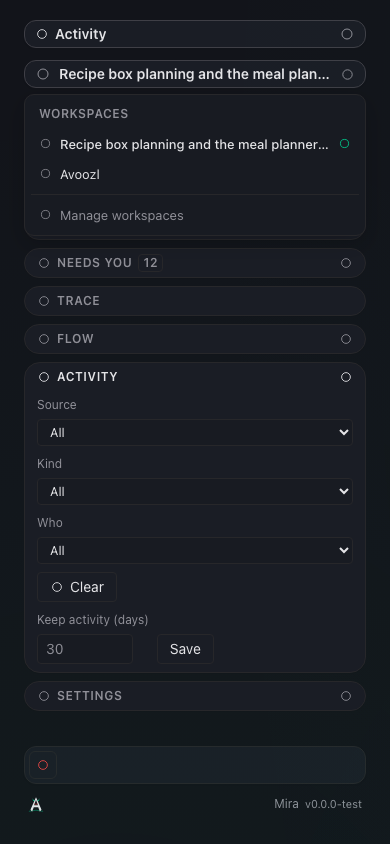 Activity
Recipe box planning and the meal plan...
WORKSPACES
Recipe box planning and the meal planner...
Avoozl
Manage workspaces
NEEDS YOU 12
TRACE
FLOW
ACTIVITY
Source
All
Kind
All
Who
All
Clear
Keep activity (days)
30 Save
SETTINGS
A Mira v0.0.0-test